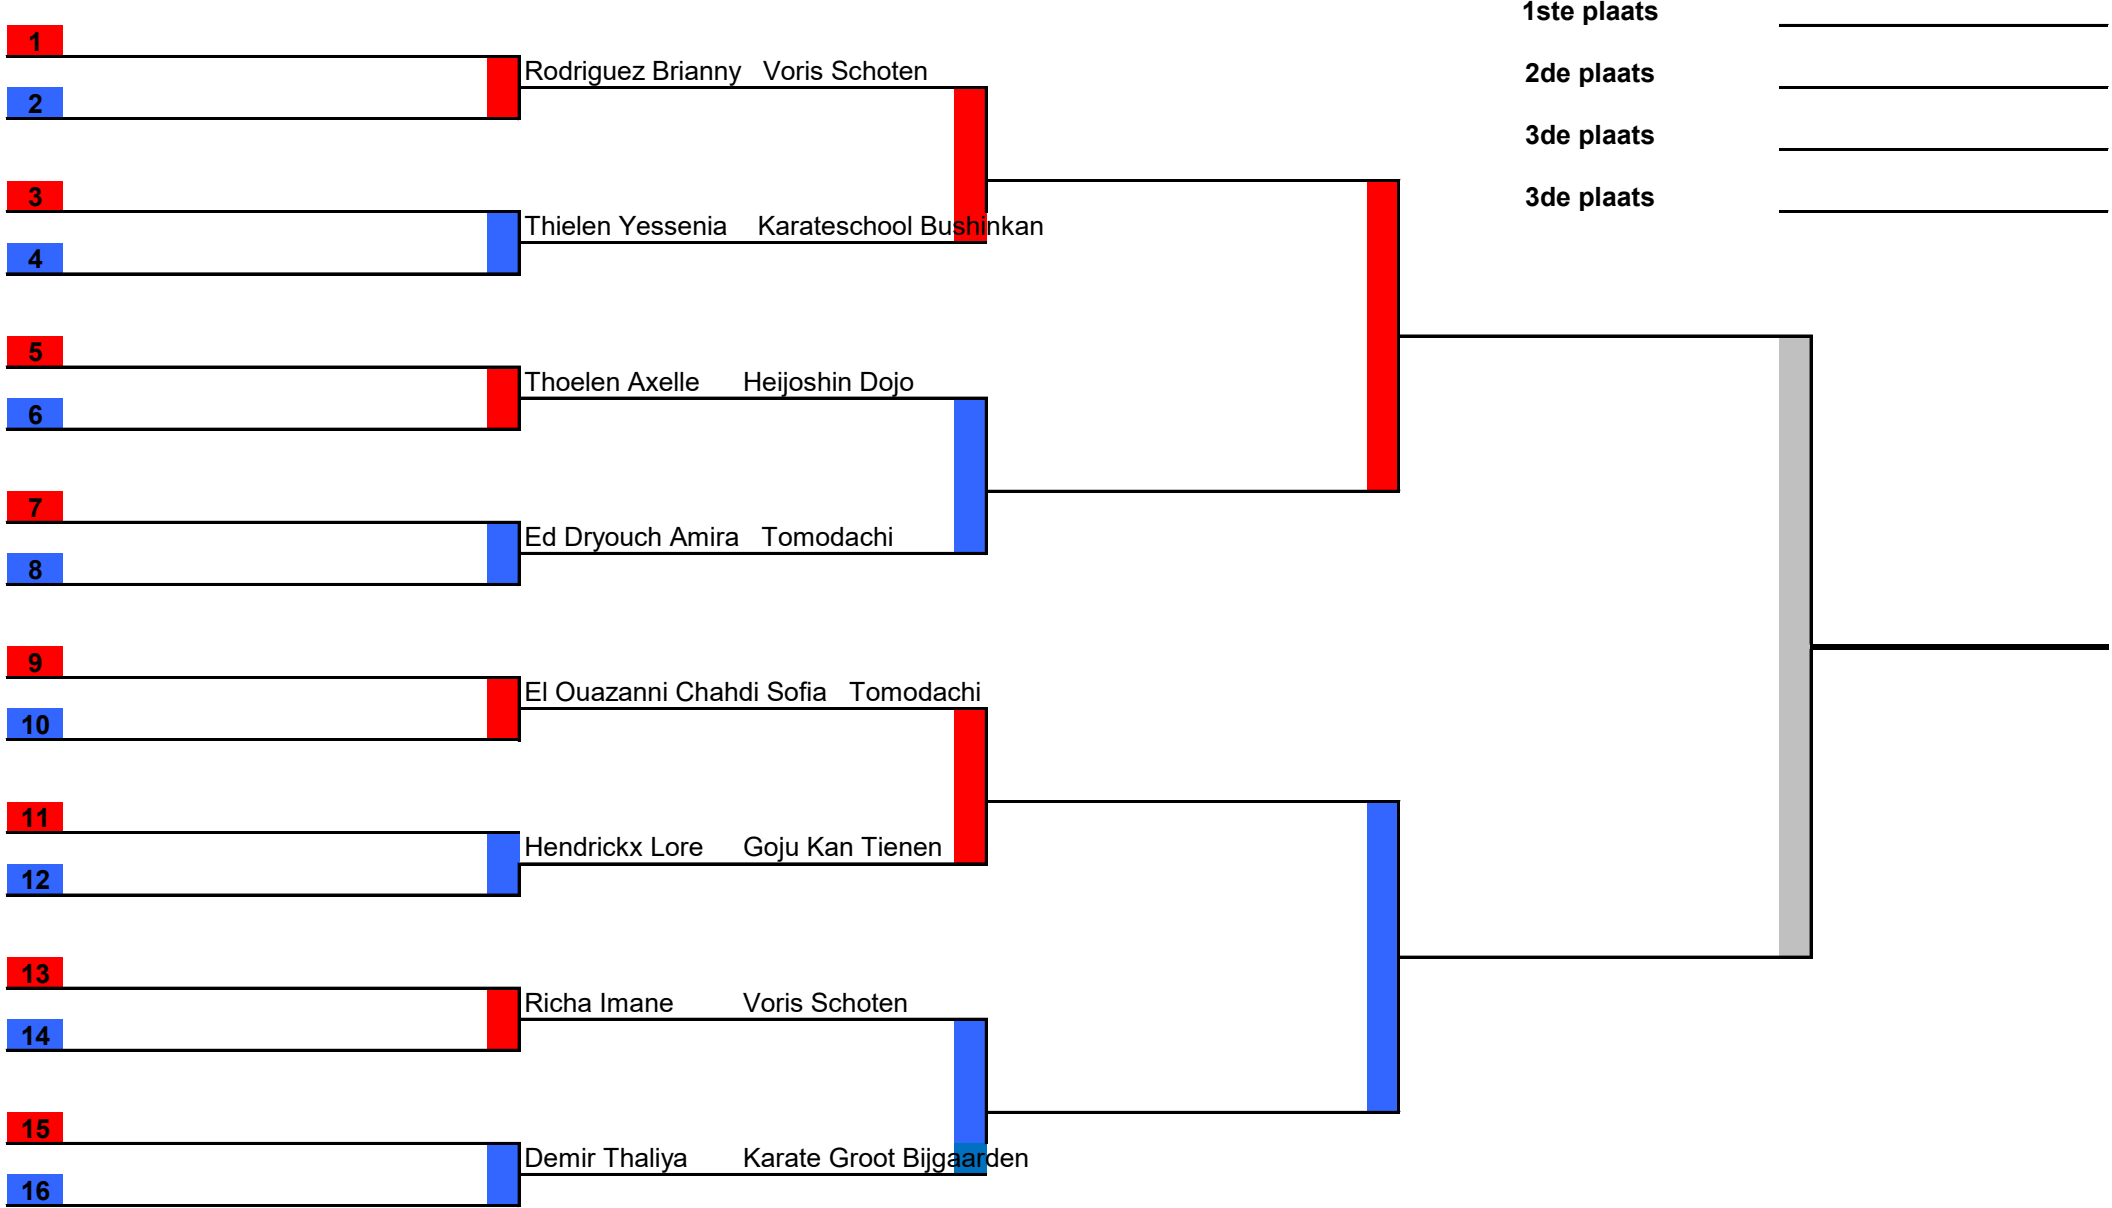 1ste plaats
1
Rodriguez Brianny Voris Schoten
2de plaats
2
3de plaats
3
3de plaats
Thielen Yessenia Karateschool Bushinkan
4
5
Thoelen Axelle Heijoshin Dojo
6
7
Ed Dryouch Amira Tomodachi
8
9
El Ouazanni Chahdi Sofia Tomodachi
10
11
Hendrickx Lore Goju Kan Tienen
12
13
Richa Imane Voris Schoten
14
15
Demir Thaliya Karate Groot Bijgaarden
16